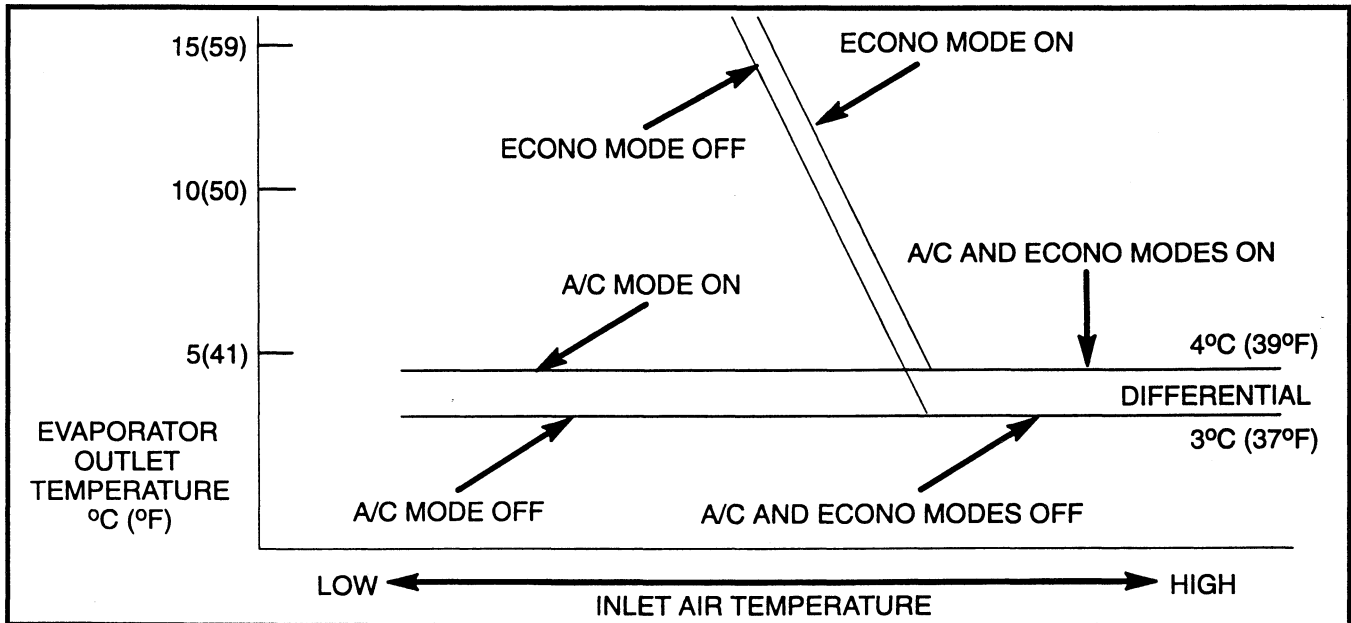 15(59)
ECONO MODE ON
ECONO MODE OFF
10(50)
A/C AND ECONO MODES ON
A/C MODE ON
5(41)
4ºC (39ºF)
DIFFERENTIAL
3ºC (37ºF)
EVAPORATOR
OUTLET
TEMPERATURE
ºC (ºF)
A/C MODE OFF
A/C AND ECONO MODES OFF
LOW
HIGH
INLET AIR TEMPERATURE